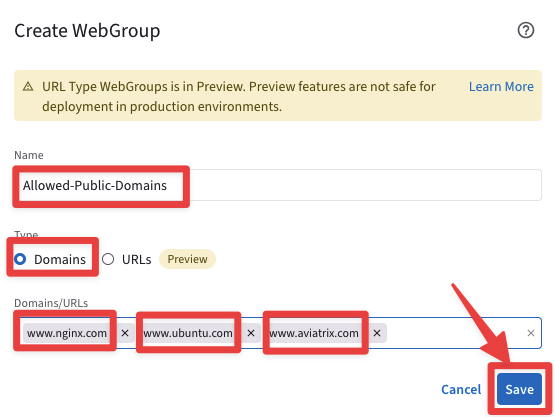 Create WebGroup
URL Type WebGroups is in Preview. Preview features are not safe for Learn More
deployment in production environments.
Name
Allowed-Public-Domains
Type
Domains URLs Preview
Domains/URLs
www.nginx.com × www.ubuntu.com × www.aviatrix.com × ×
Cancel Save